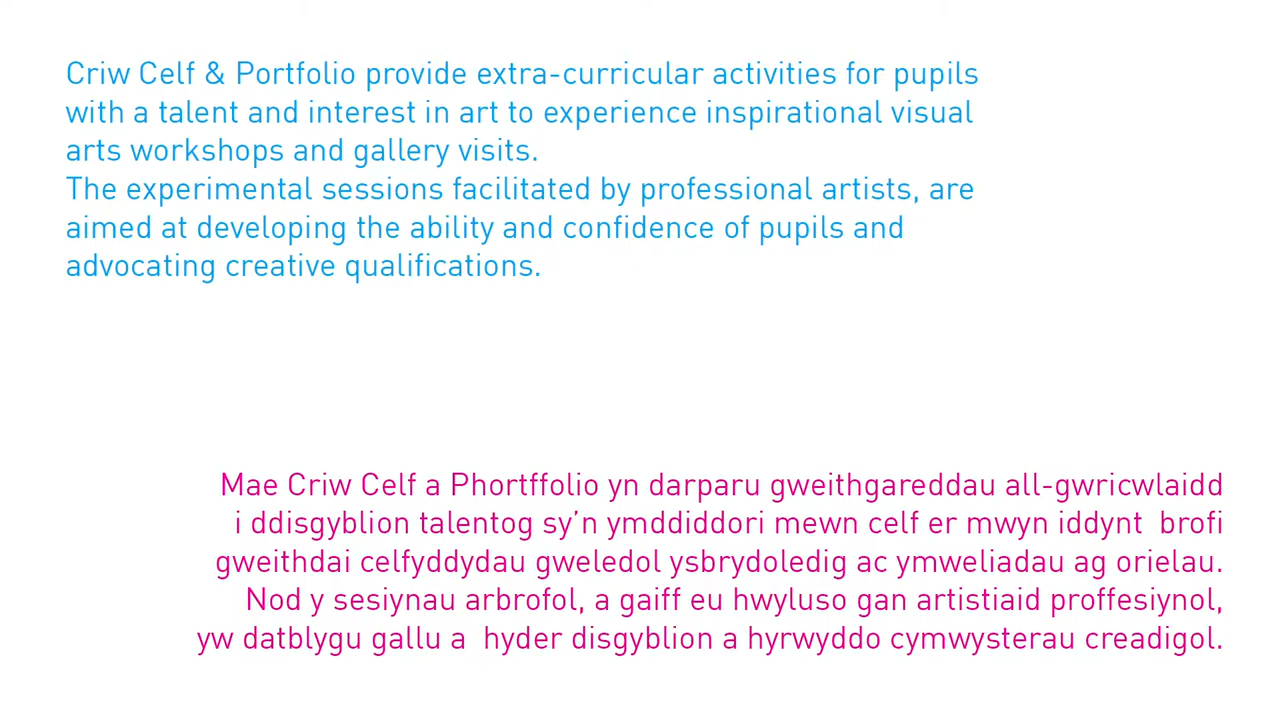 Criw Celf & Portfolio provide extra-curricular activities for pupils
with a talent and interest in art to experience inspirational visual
arts workshops and gallery visits.
The experimental sessions facilitated by professional artists, are
aimed at developing the ability and confidence of pupils and
advocating creative qualifications.
Mae Criw Celf a Phortffolio yn darparu gweithgareddau all-gwricwlaidd
i ddisgyblion talentog sy’n ymddiddori mewn celf er mwyn iddynt  brofi
gweithdai celfyddydau gweledol ysbrydoledig ac ymweliadau ag orielau.
Nod y sesiynau arbrofol, a gaiff eu hwyluso gan artistiaid proffesiynol,
yw datblygu gallu a  hyder disgyblion a hyrwyddo cymwysterau creadigol.